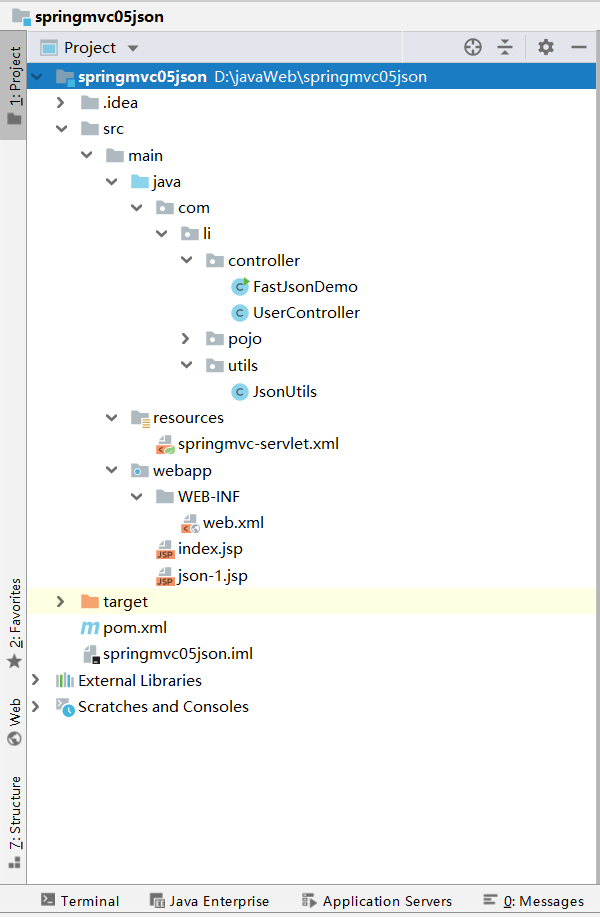 springmvc05json
Project
1: Project
springmvc05json D:\javaWeb\springmvc05json
.idea
src
main
java
com
li
controller
FastJsonDemo
UserController
pojo
utils
JsonUtils
resources
springmvc-servlet.xml
webapp
WEB-INF
web.xml
index.jsp
json-1.jsp
target
pom.xml
springmvc05json.iml
External Libraries
Scratches and Consoles
2: Favorites
Web
7: Structure
Terminal Java Enterprise Application Servers 0: Messages